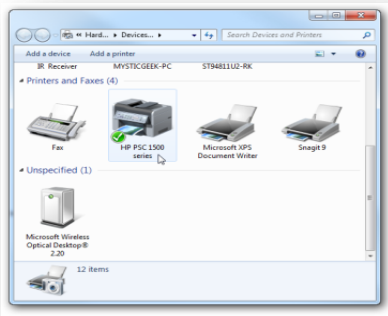 Hard... ▸ Devices... ▸ Search Devices and Printers
Add a device Add a printer
IR Receiver MYSTICGEEK-PC ST94811U2-RK
Printers and Faxes (4)
Fax HP PSC 1500 Microsoft XPS Snagit 9
series Document Writer
Unspecified (1)
Microsoft Wireless
Optical Desktop®
2.20
12 items